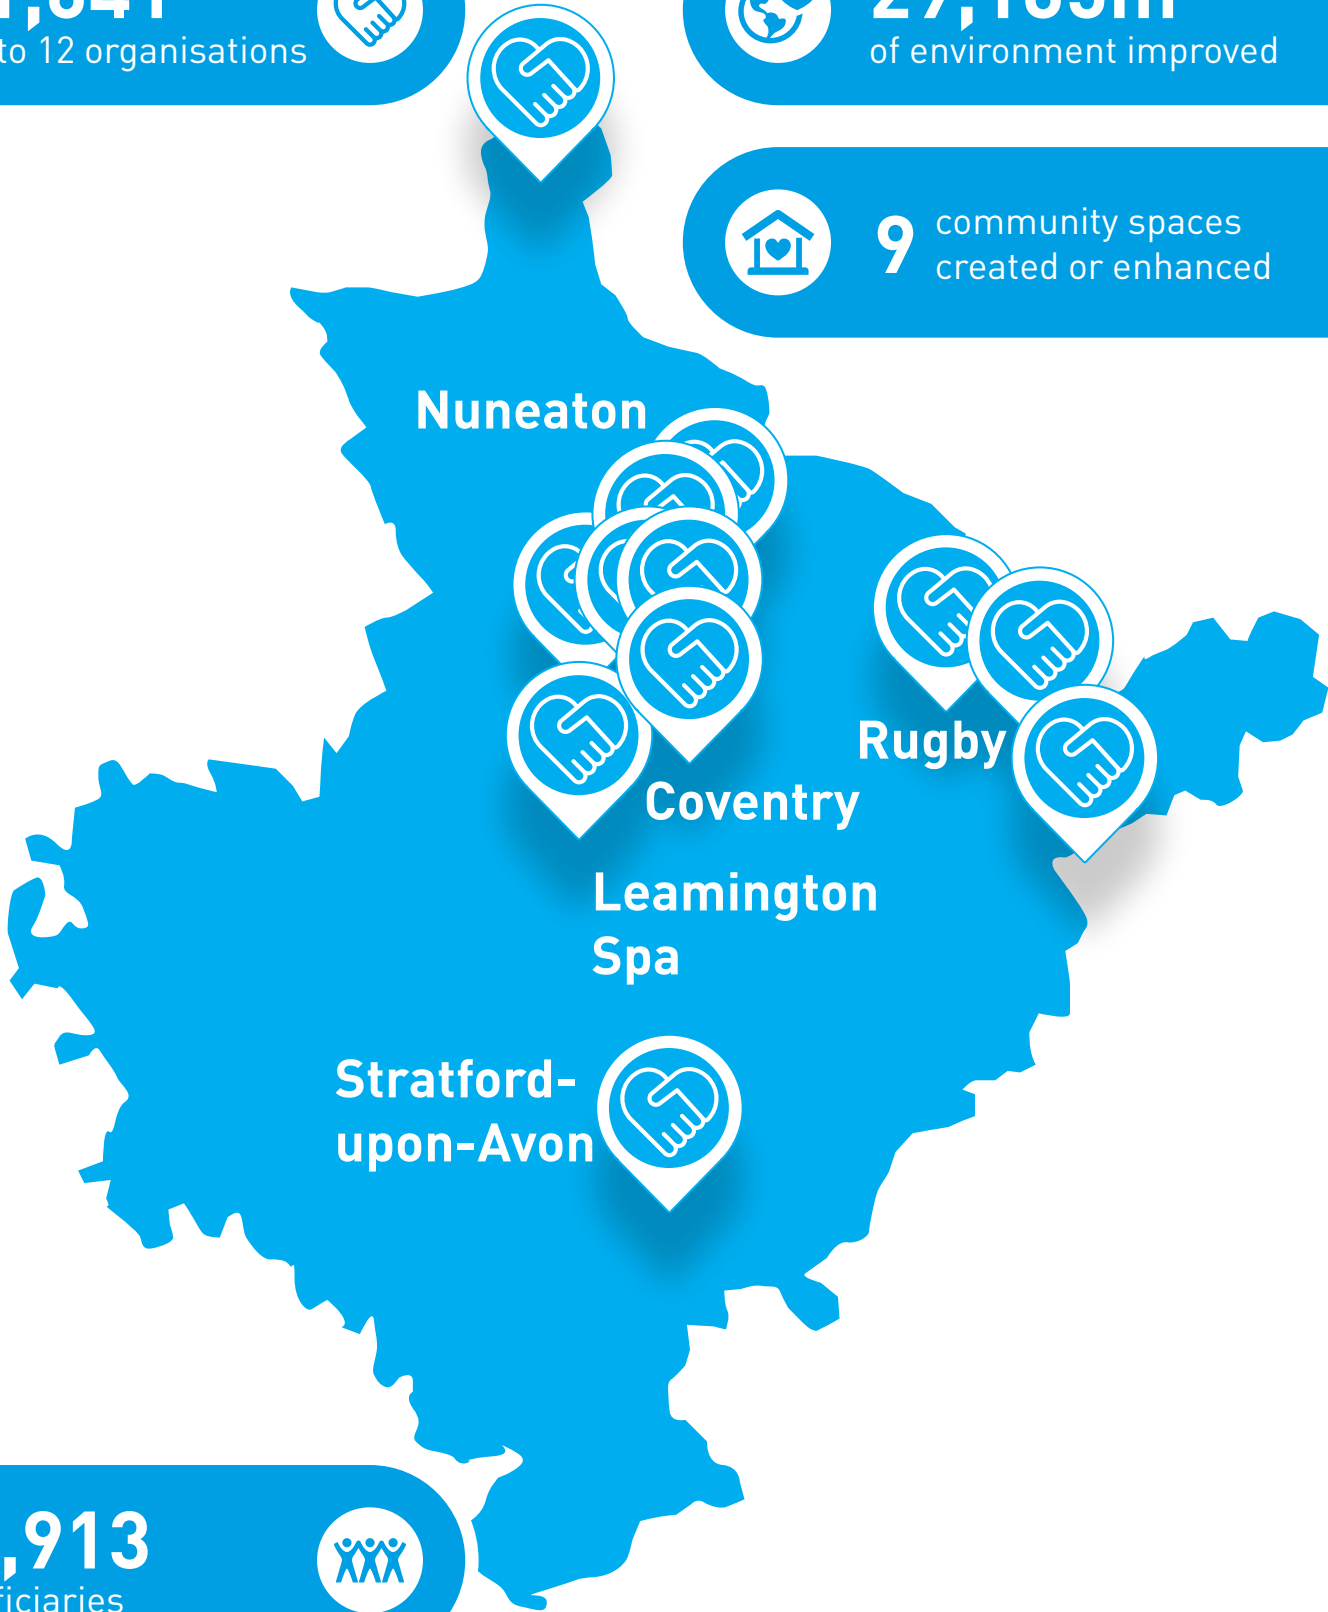 to 12 organisations
of environment improved
9
community spaces
created or enhanced
Nuneaton
Rugby
Coventry
Leamington
Spa
Stratford-
upon-Avon
,913